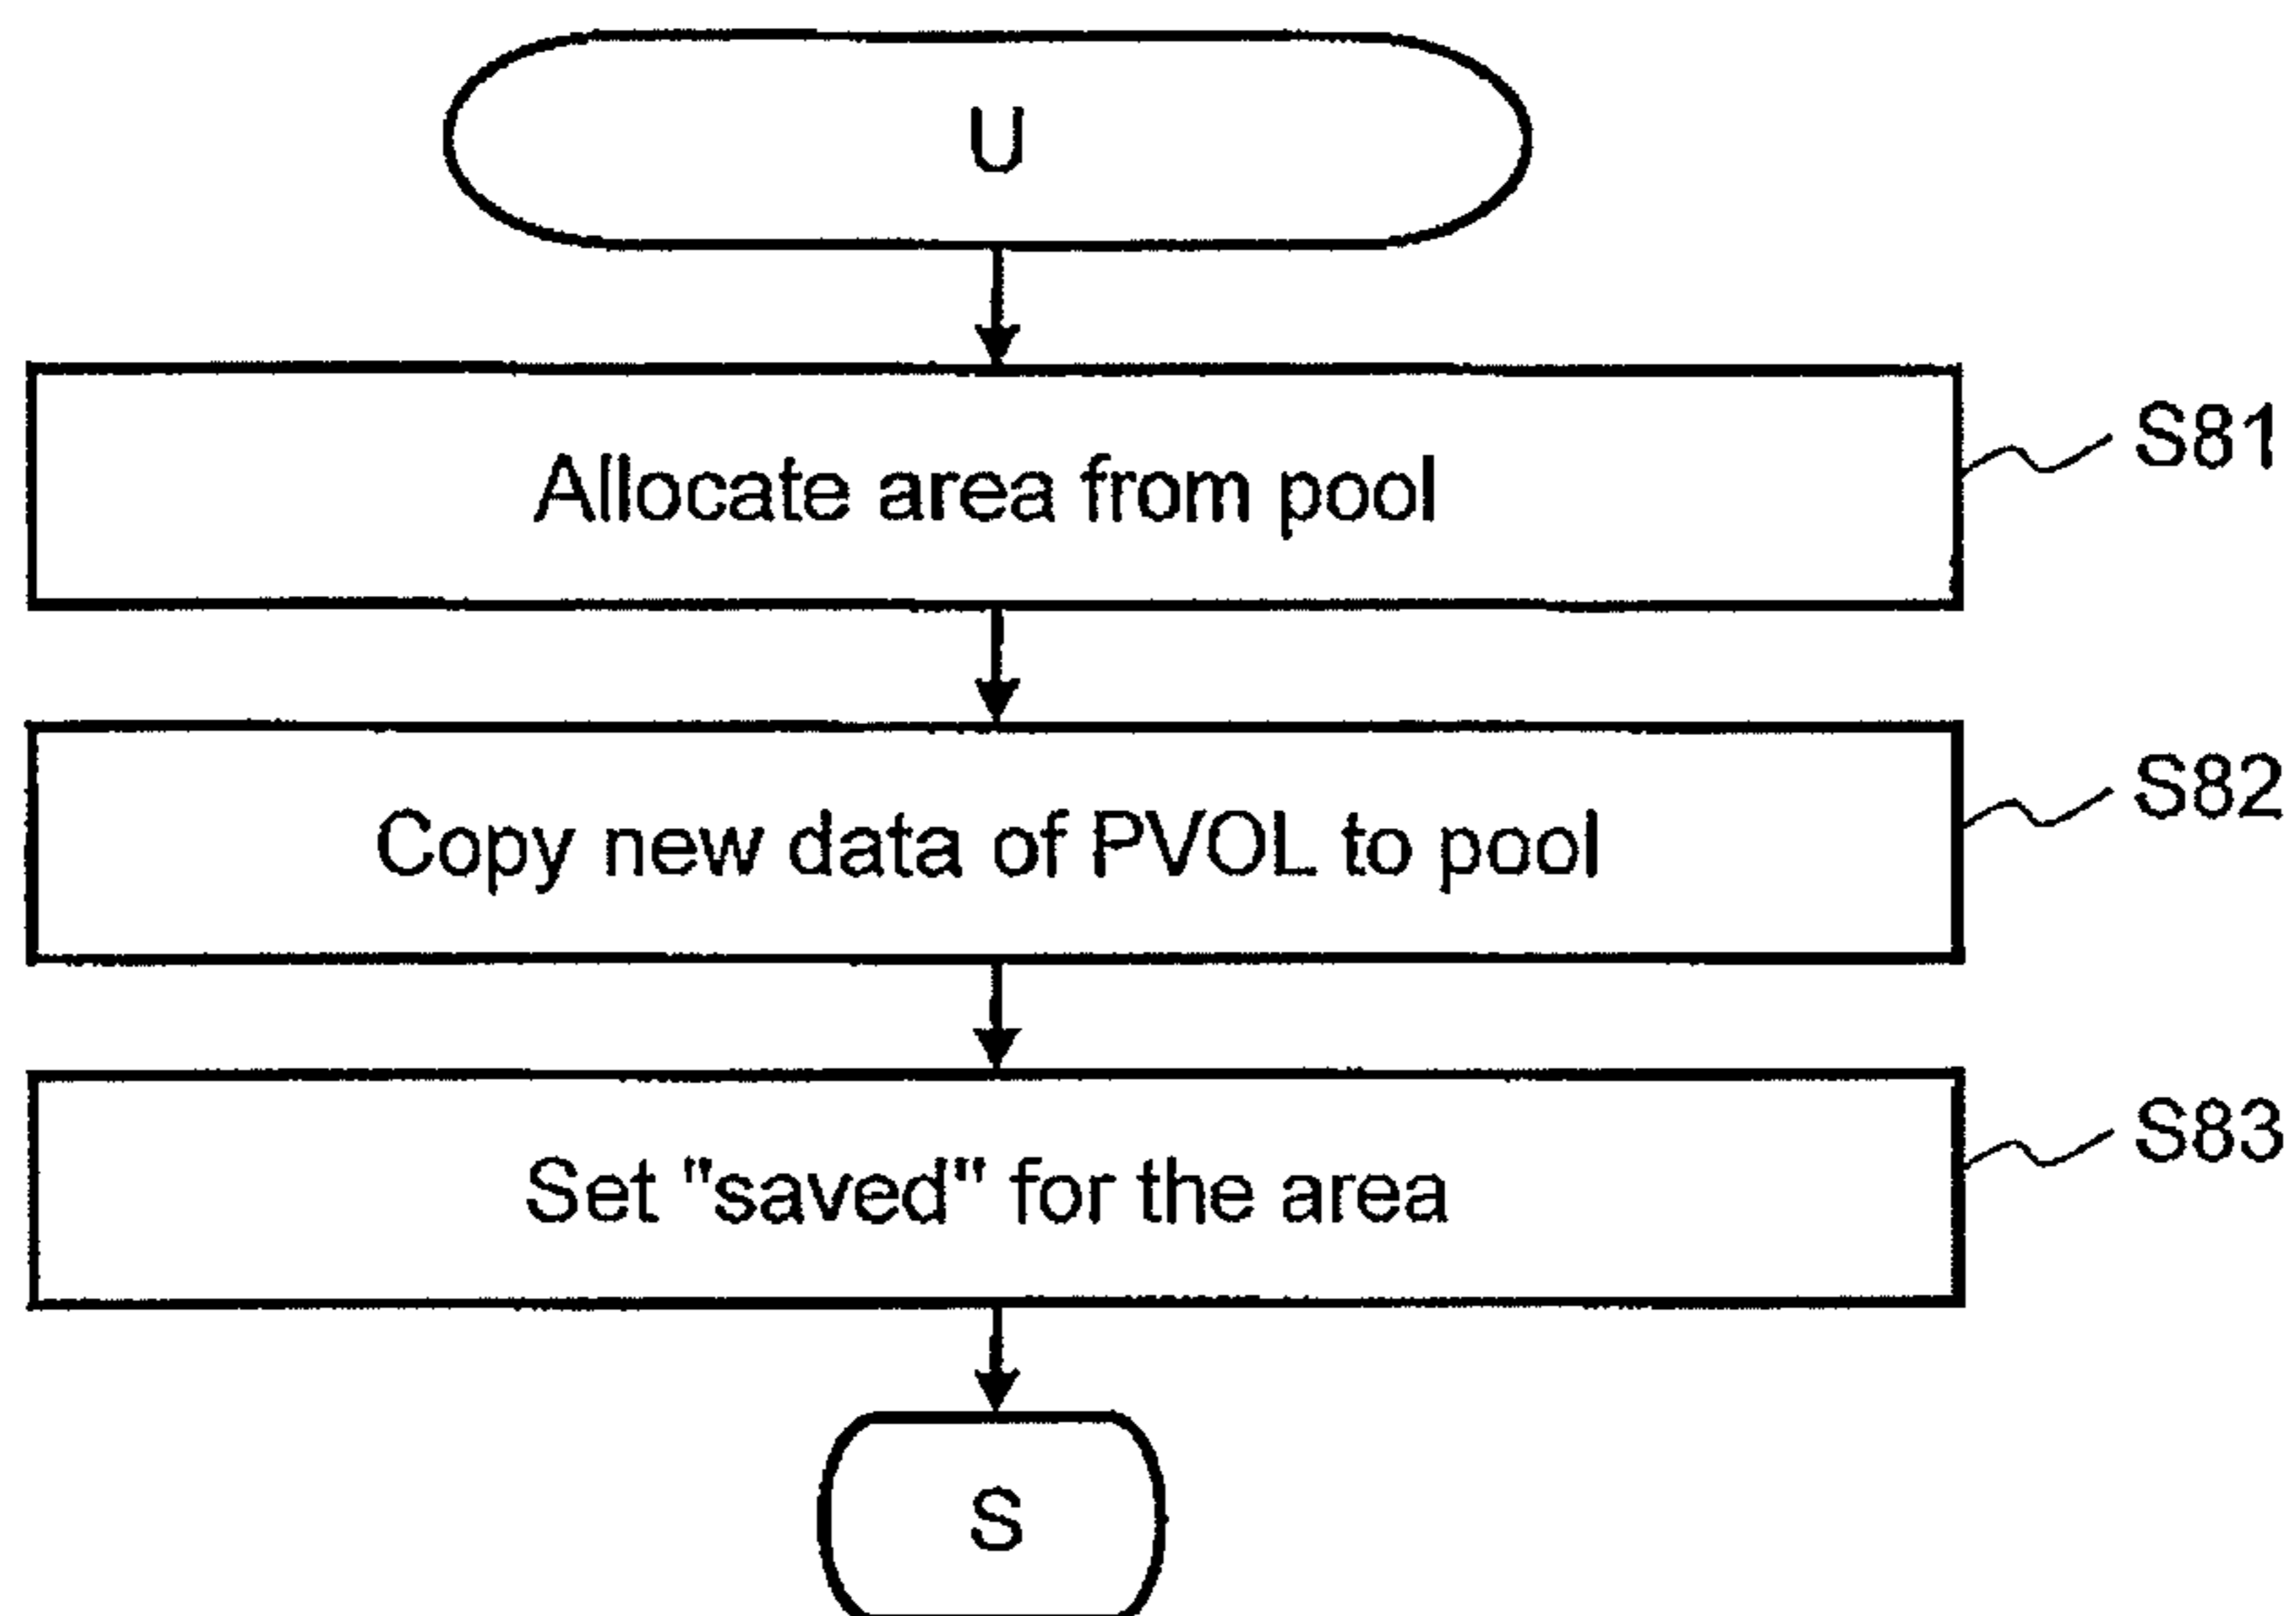 U
Allocate area from pool
S81
Copy new data of PVOL to pool
S82
Set "saved" for the area
S83
S